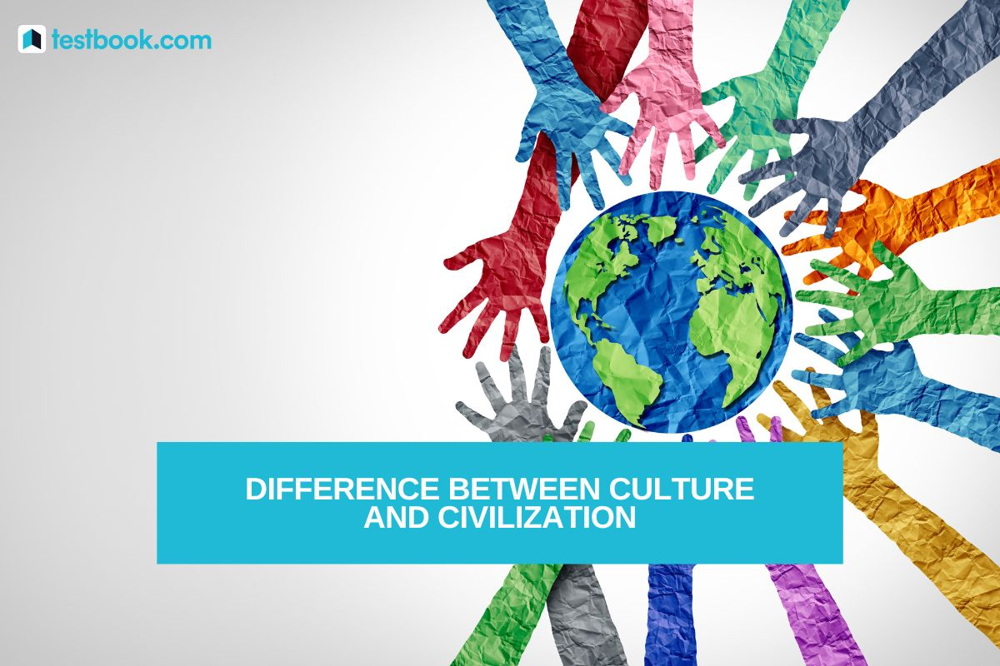 testbook.com
DIFFERENCE BETWEEN CULTURE
AND CIVILIZATION